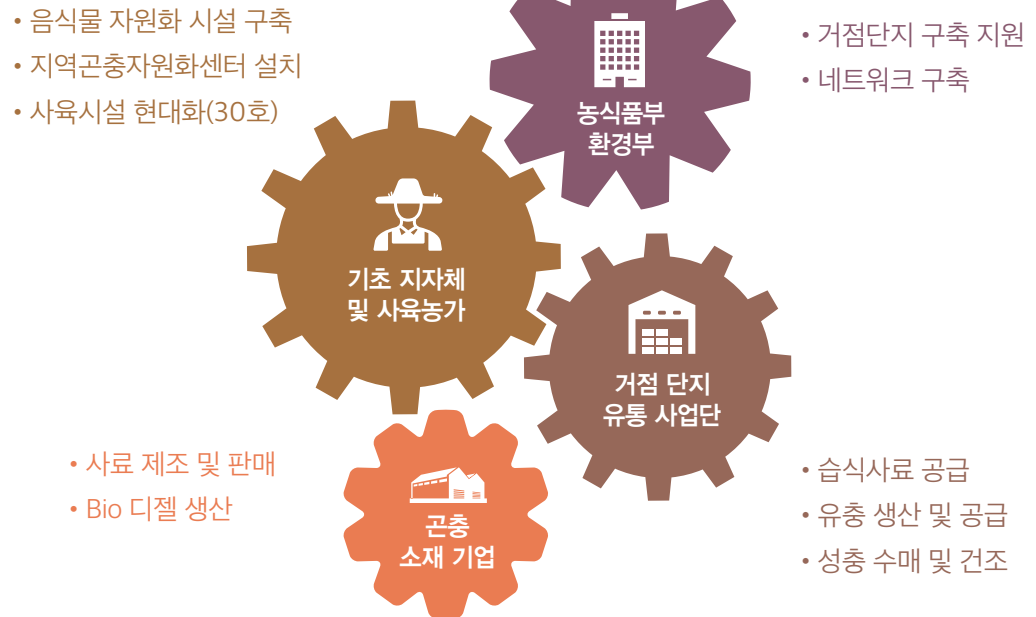 • 음식물 자원화 시설 구축
• 지역곤충자원화센터 설치
• 사육시설 현대화(30호)
농식품부
환경부
• 거점단지 구축 지원
• 네트워크 구축
기초 지자체
및 사육농가
거점 단지
유통 사업단
• 사료 제조 및 판매
• Bio 디젤 생산
곤충
소재 기업
• 습식사료 공급
• 유충 생산 및 공급
• 성충 수매 및 건조